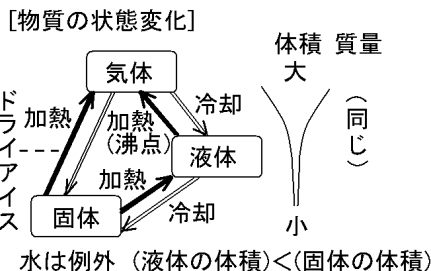 [物質の状態変化]
体積 質量
大
気体
ドライアイス
加熱
加熱
(沸点)
冷却
液体
(同じ)
加熱
固体
冷却
小
水は例外 (液体の体積)<(固体の体積)